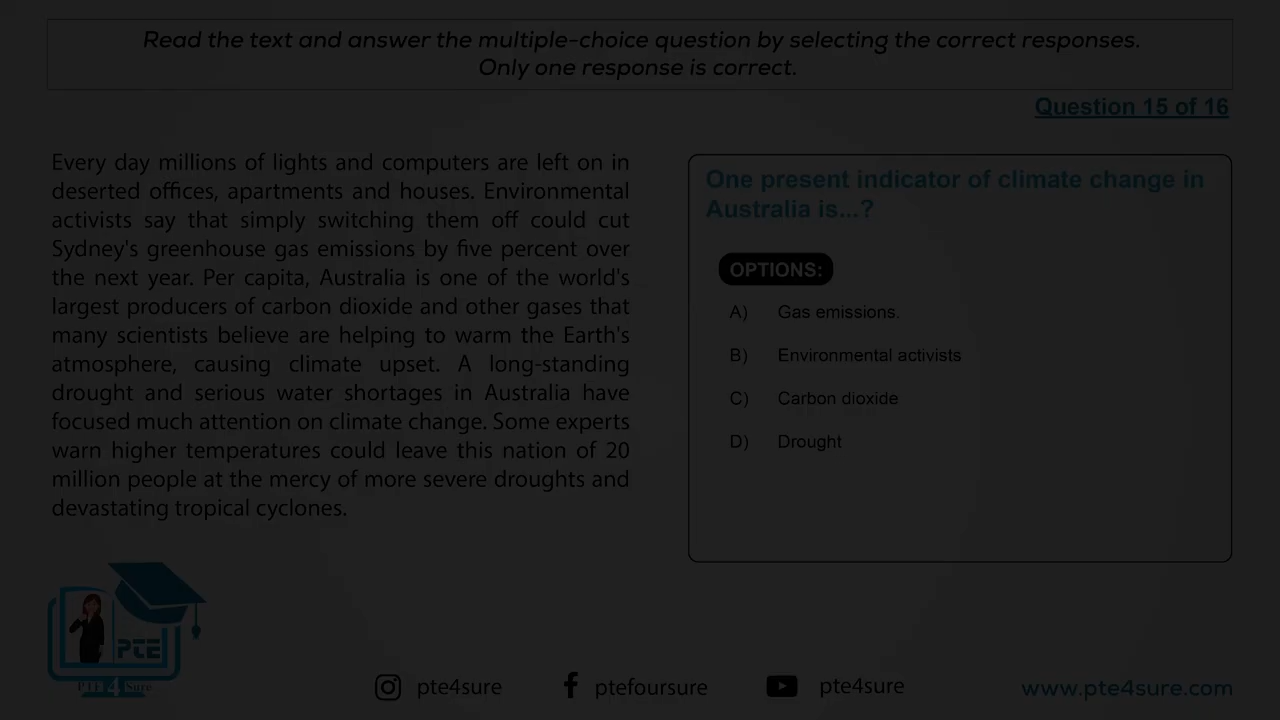 Read the text and answer the multiple-choice question by selecting the correct responses.
Only one response is correct.
Question 15 of 16
Every day millions of lights and computers are left on in
deserted offices, apartments and houses. Environmental
activists say that simply switching them off could cut
Sydney's greenhouse gas emissions by five percent over
the next year. Per capita, Australia is one of the world's
largest producers of carbon dioxide and other gases that
many scientists believe are helping to warm the Earth's
atmosphere, causing climate upset. A long-standing
drought and serious water shortages in Australia have
focused much attention on climate change. Some experts
warn higher temperatures could leave this nation of 20
million people at the mercy of more severe droughts and
devastating tropical cyclones.
One present indicator of climate change in
Australia is...?
OPTIONS:
A) Gas emissions.
B) Environmental activists
C) Carbon dioxide
D) Drought
PTE
PTE 4 Sure
pte4sure
ptefoursure
pte4sure
www.pte4sure.com